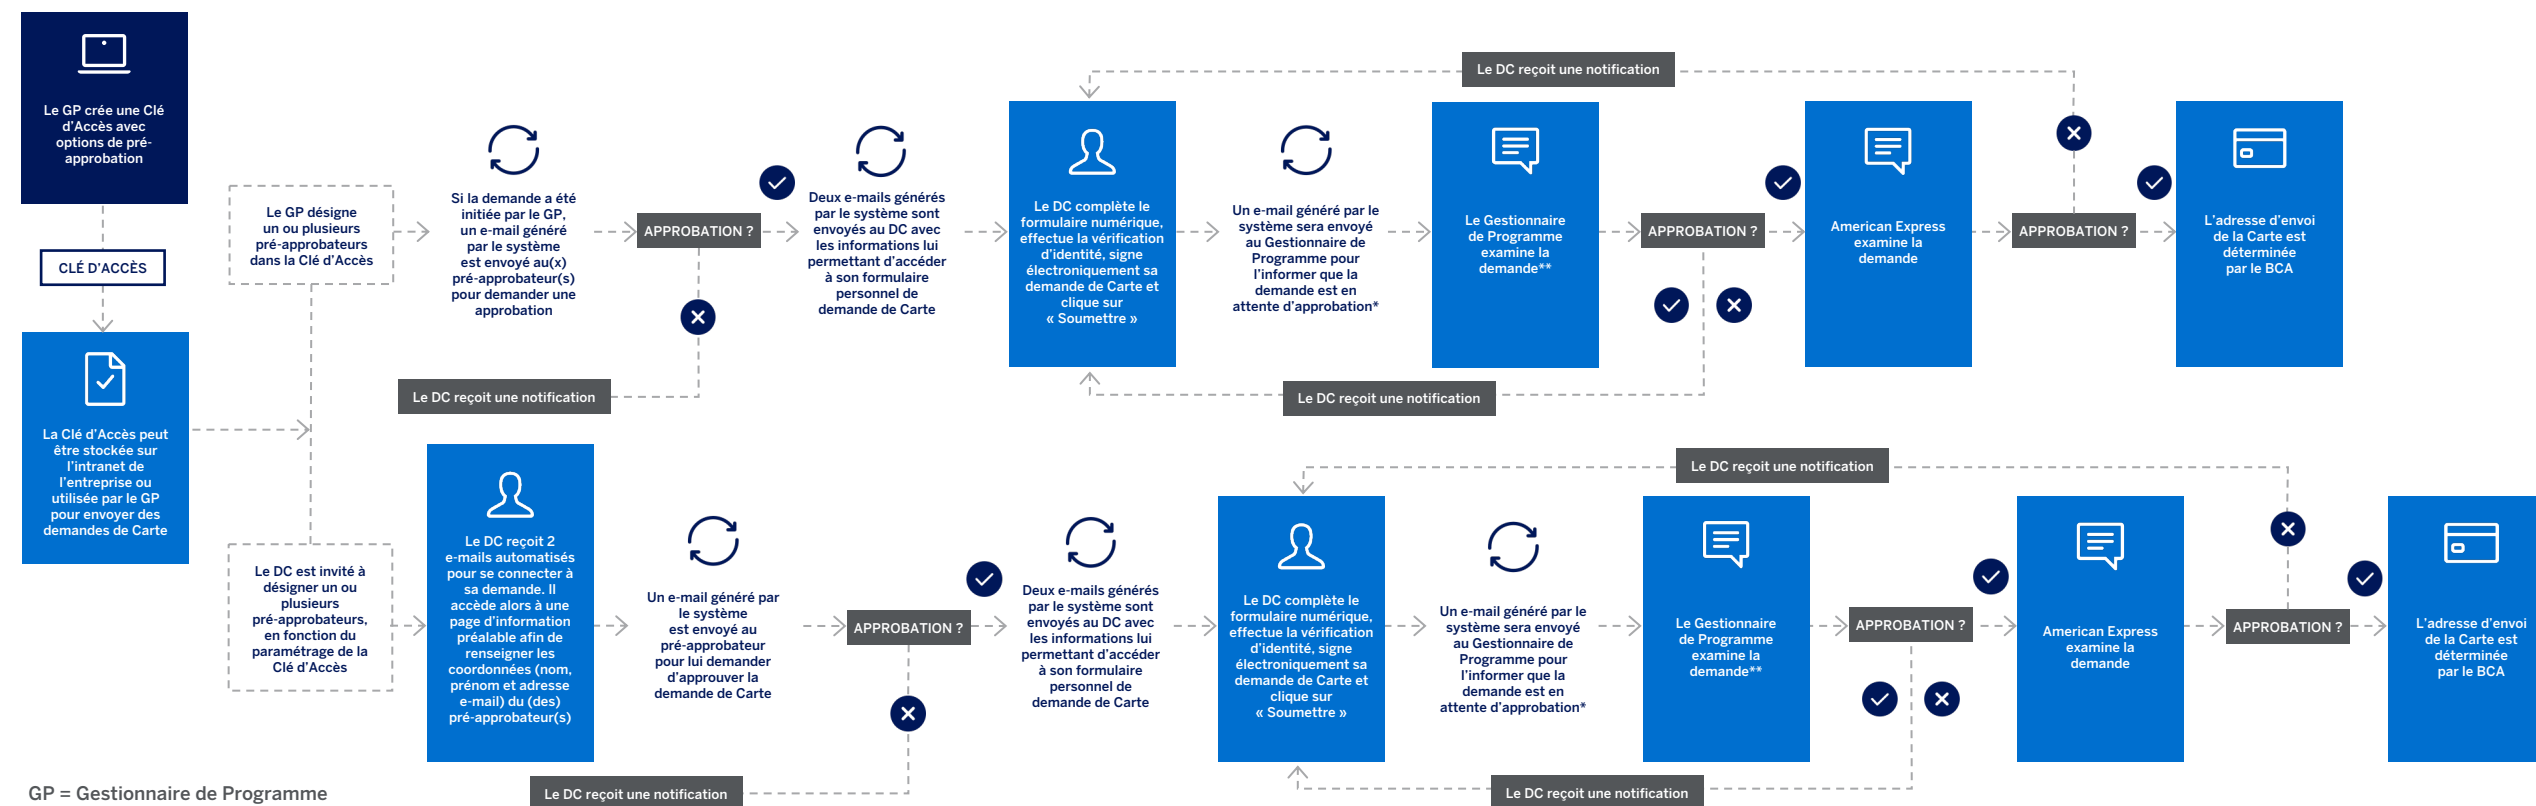 Le GP crée une Clé
d'Accès avec
options de pré-
approbation
CLÉ D'ACCÈS
La Clé d'Accès peut
être stockée sur
l'intranet de
l'entreprise ou
utilisée par le GP
pour envoyer des
demandes de Carte
Le GP désigne
un ou plusieurs
pré-approbateurs
dans la Clé d'Accès
Si la demande a été
initiée par le GP,
un e-mail généré
par le système
est envoyé au(x)
pré-approbateur(s)
pour demander une
approbation
APPROBATION ?
Le DC reçoit une notification
Deux e-mails générés
par le système sont
envoyés au DC avec
les informations lui
permettant d'accéder
à son formulaire
personnel de
demande de Carte
Le DC complète le
formulaire numérique,
effectue la vérification
d'identité, signe
électroniquement sa
demande de Carte et
clique sur
« Soumettre »
Un e-mail généré par le
système sera envoyé
au Gestionnaire de
Programme pour
l'informer que la
demande est en
attente d'approbation*
Le DC reçoit une notification
Le Gestionnaire
de Programme
examine la
demande**
APPROBATION ?
Le DC reçoit une notification
American Express
examine la
demande
APPROBATION ?
L'adresse d'envoi
de la Carte est
déterminée
par le BCA
Le DC est invité à
désigner un ou
plusieurs
pré-approbateurs,
en fonction du
paramétrage de la
Clé d'Accès
Le DC reçoit 2
e-mails automatisés
pour se connecter à
sa demande. Il
accède alors à une
page d'information
préalable afin de
renseigner les
coordonnées (nom,
prénom et adresse
e-mail) du (des)
pré-approbateur(s)
Un e-mail généré par
le système
est envoyé au
pré-approbateur
pour lui demander
d'approuver la
demande de Carte
APPROBATION ?
Le DC reçoit une notification
Deux e-mails générés
par le système sont
envoyés au DC avec
les informations lui
permettant d'accéder
à son formulaire
personnel de
demande de Carte
Le DC complète le
formulaire numérique,
effectue la vérification
d'identité, signe
électroniquement sa
demande de Carte et
clique sur
« Soumettre »
Un e-mail généré par le
système sera envoyé
au Gestionnaire de
Programme pour
l'informer que la
demande est en
attente d'approbation*
Le DC reçoit une notification
Le Gestionnaire
de Programme
examine la
demande**
APPROBATION ?
Le DC reçoit une notification
American Express
examine la
demande
APPROBATION ?
L'adresse d'envoi
de la Carte est
déterminée
par le BCA
GP = Gestionnaire de Programme